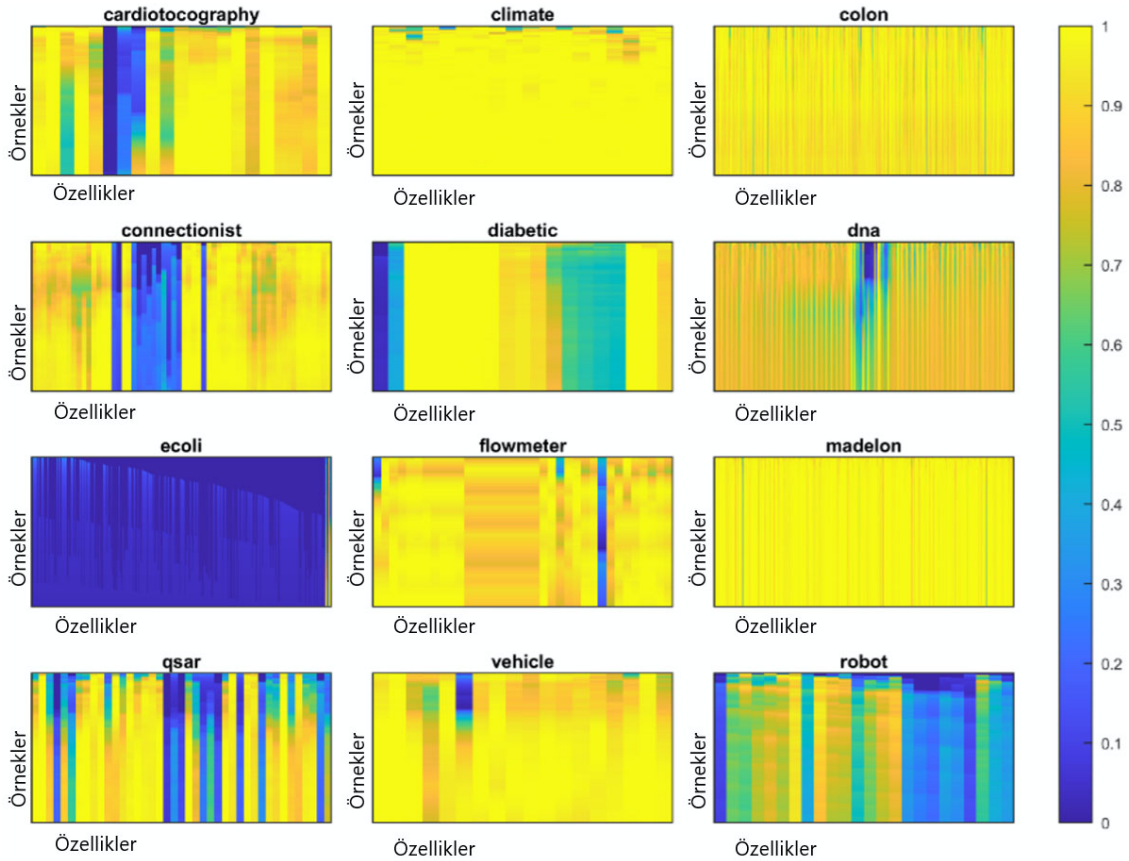 cardiotocography
climate
colon
Örnekler
Örnekler
Örnekler
Özellikler
Özellikler
Özellikler
connectionist
diabetic
dna
Örnekler
Örnekler
Örnekler
Özellikler
Özellikler
Özellikler
ecoli
flowmeter
madelon
Örnekler
Örnekler
Örnekler
Özellikler
Özellikler
Özellikler
qsar
vehicle
robot
Örnekler
Örnekler
Örnekler
Özellikler
Özellikler
Özellikler
1
0.9
0.8
0.7
0.6
0.5
0.4
0.3
0.2
0.1
0